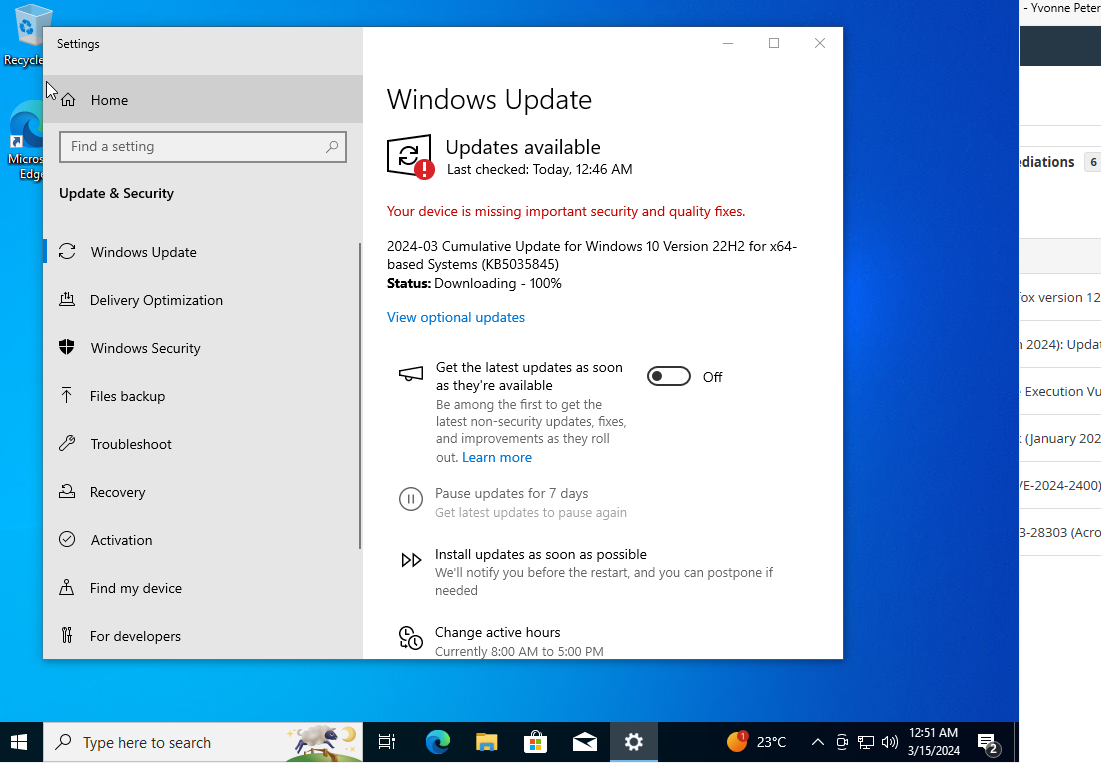 - Yvonne Peter
Recycle
Micros
Edge
Settings
Home
Find a setting
Update & Security
Windows Update
Delivery Optimization
Windows Security
Files backup
Troubleshoot
Recovery
Activation
Find my device
For developers
Windows Update
Updates available
Last checked: Today, 12:46 AM
Your device is missing important security and quality fixes.
2024-03 Cumulative Update for Windows 10 Version 22H2 for x64-
based Systems (KB5035845)
Status: Downloading - 100%
View optional updates
Get the latest updates as soon
as they're available
Off
Be among the first to get the
latest non-security updates, fixes,
and improvements as they roll
out. Learn more
Pause updates for 7 days
Get latest updates to pause again
Install updates as soon as possible
We'll notify you before the restart, and you can postpone if
needed
Change active hours
Currently 8:00 AM to 5:00 PM
ediations 6
fox version 12
n 2024): Updat
Execution Vu
(January 202
VE-2024-2400)
3-28303 (Acro
Type here to search
1
23°C
12:51 AM
3/15/2024
2